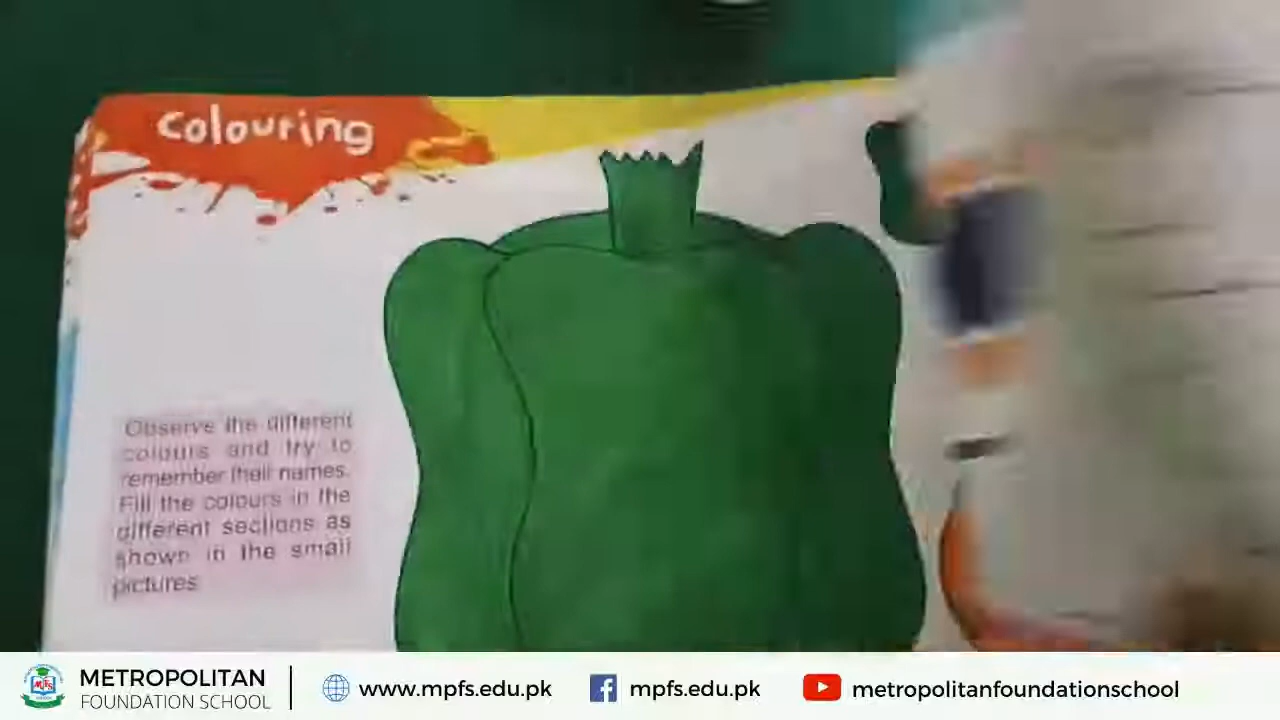 Colouring
Observe the different
colours and try to
remember their names.
Fill the colours in the
different sections as
shown in the small
pictures
METROPOLITAN
FOUNDATION SCHOOL
www.mpfs.edu.pk
mpfs.edu.pk
metropolitanfoundationschool